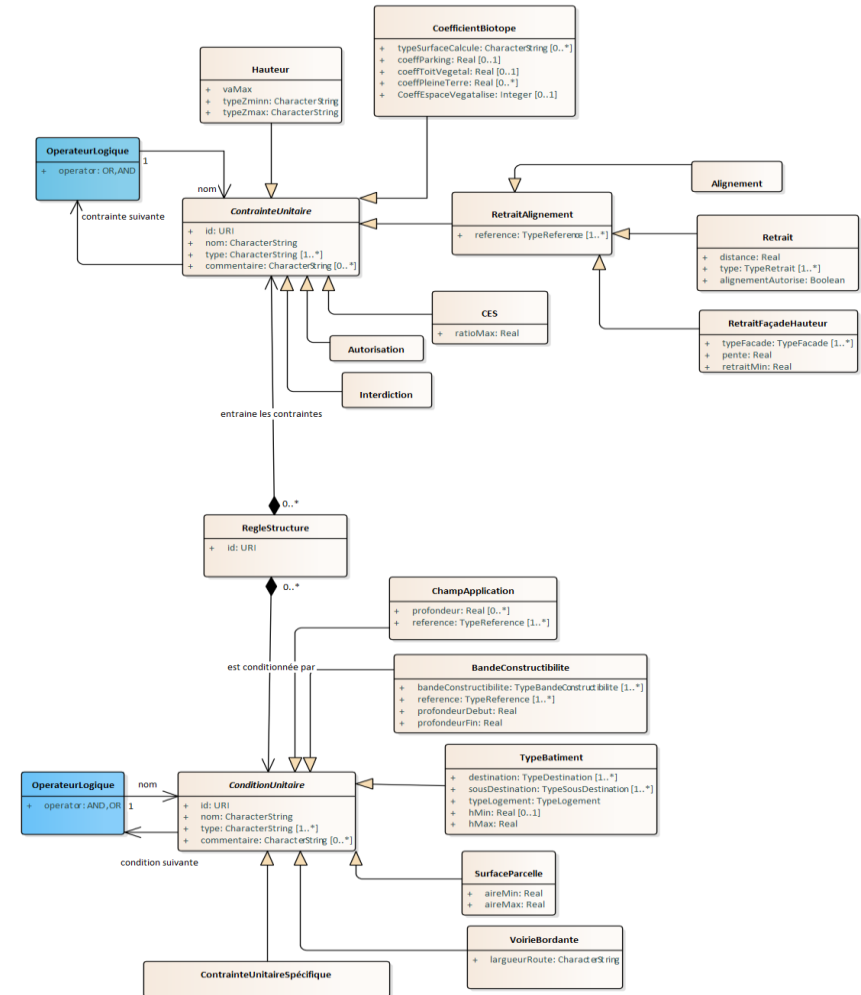 CoefficientBiotope
+ typeSurfaceCalcule: CharacterString [0..*]
+ coeffParking: Real [0..1]
+ coeffToitVegetal: Real [0..1]
+ coeffPleineTerre: Real [0..*]
+ CoeffEspaceVegatalise: Integer [0..1]
Hauteur
+ vaMax
+ typeZminn: CharacterString
+ typeZmax: CharacterString
OperateurLogique
+ operator: OR,AND
1
nom
contrainte suivante
ContrainteUnitaire
+ id: URI
+ nom: CharacterString
+ type: CharacterString [1..*]
+ commentaire: CharacterString [0..*]
Alignement
RetraitAlignement
+ reference: TypeReference [1..*]
Retrait
+ distance: Real
+ type: TypeRetrait [1..*]
+ alignementAutorise: Boolean
RetraitFaçadeHauteur
+ typeFacade: TypeFacade [1..*]
+ pente: Real
+ retraitMin: Real
CES
+ ratioMax: Real
Autorisation
Interdiction
entraine les contraintes
0..*
RegleStructure
+ id: URI
0..*
ChampApplication
+ profondeur: Real [0..*]
+ reference: TypeReference [1..*]
est conditionnée par
BandeConstructibilite
+ bandeConstructibilite: TypeBandeConstructibilite [1..*]
+ reference: TypeReference [1..*]
+ profondeurDebut: Real
+ profondeurFin: Real
TypeBatiment
+ destination: TypeDestination [1..*]
+ sousDestination: TypeSousDestination [1..*]
+ typeLogement: TypeLogement
+ hMin: Real [0..1]
+ hMax: Real
OperateurLogique
+ operator: AND,OR
nom
1
condition suivante
ConditionUnitaire
+ id: URI
+ nom: CharacterString
+ type: CharacterString [1..*]
+ commentaire: CharacterString [0..*]
SurfaceParcelle
+ aireMin: Real
+ aireMax: Real
VoirieBordante
+ largueurRoute: CharacterString
ContrainteUnitaireSpécifique